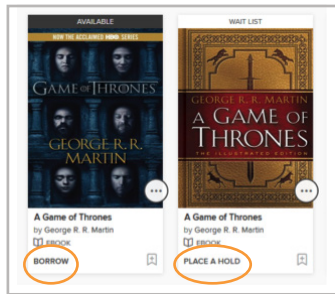 AVAILABLE
NOW THE ACCLAIMED HBO SERIES
GAME OF THRONES
GEORGE R. R.
MARTIN
A Game of Thrones
by George R. R. Martin
EBOOK
BORROW
WAIT LIST
GEORGE R. R. MARTIN
A GAME OF
THRONES
THE ILLUSTRATED EDITION
A Game of Thrones
by George R. R. Martin
EBOOK
PLACE A HOLD